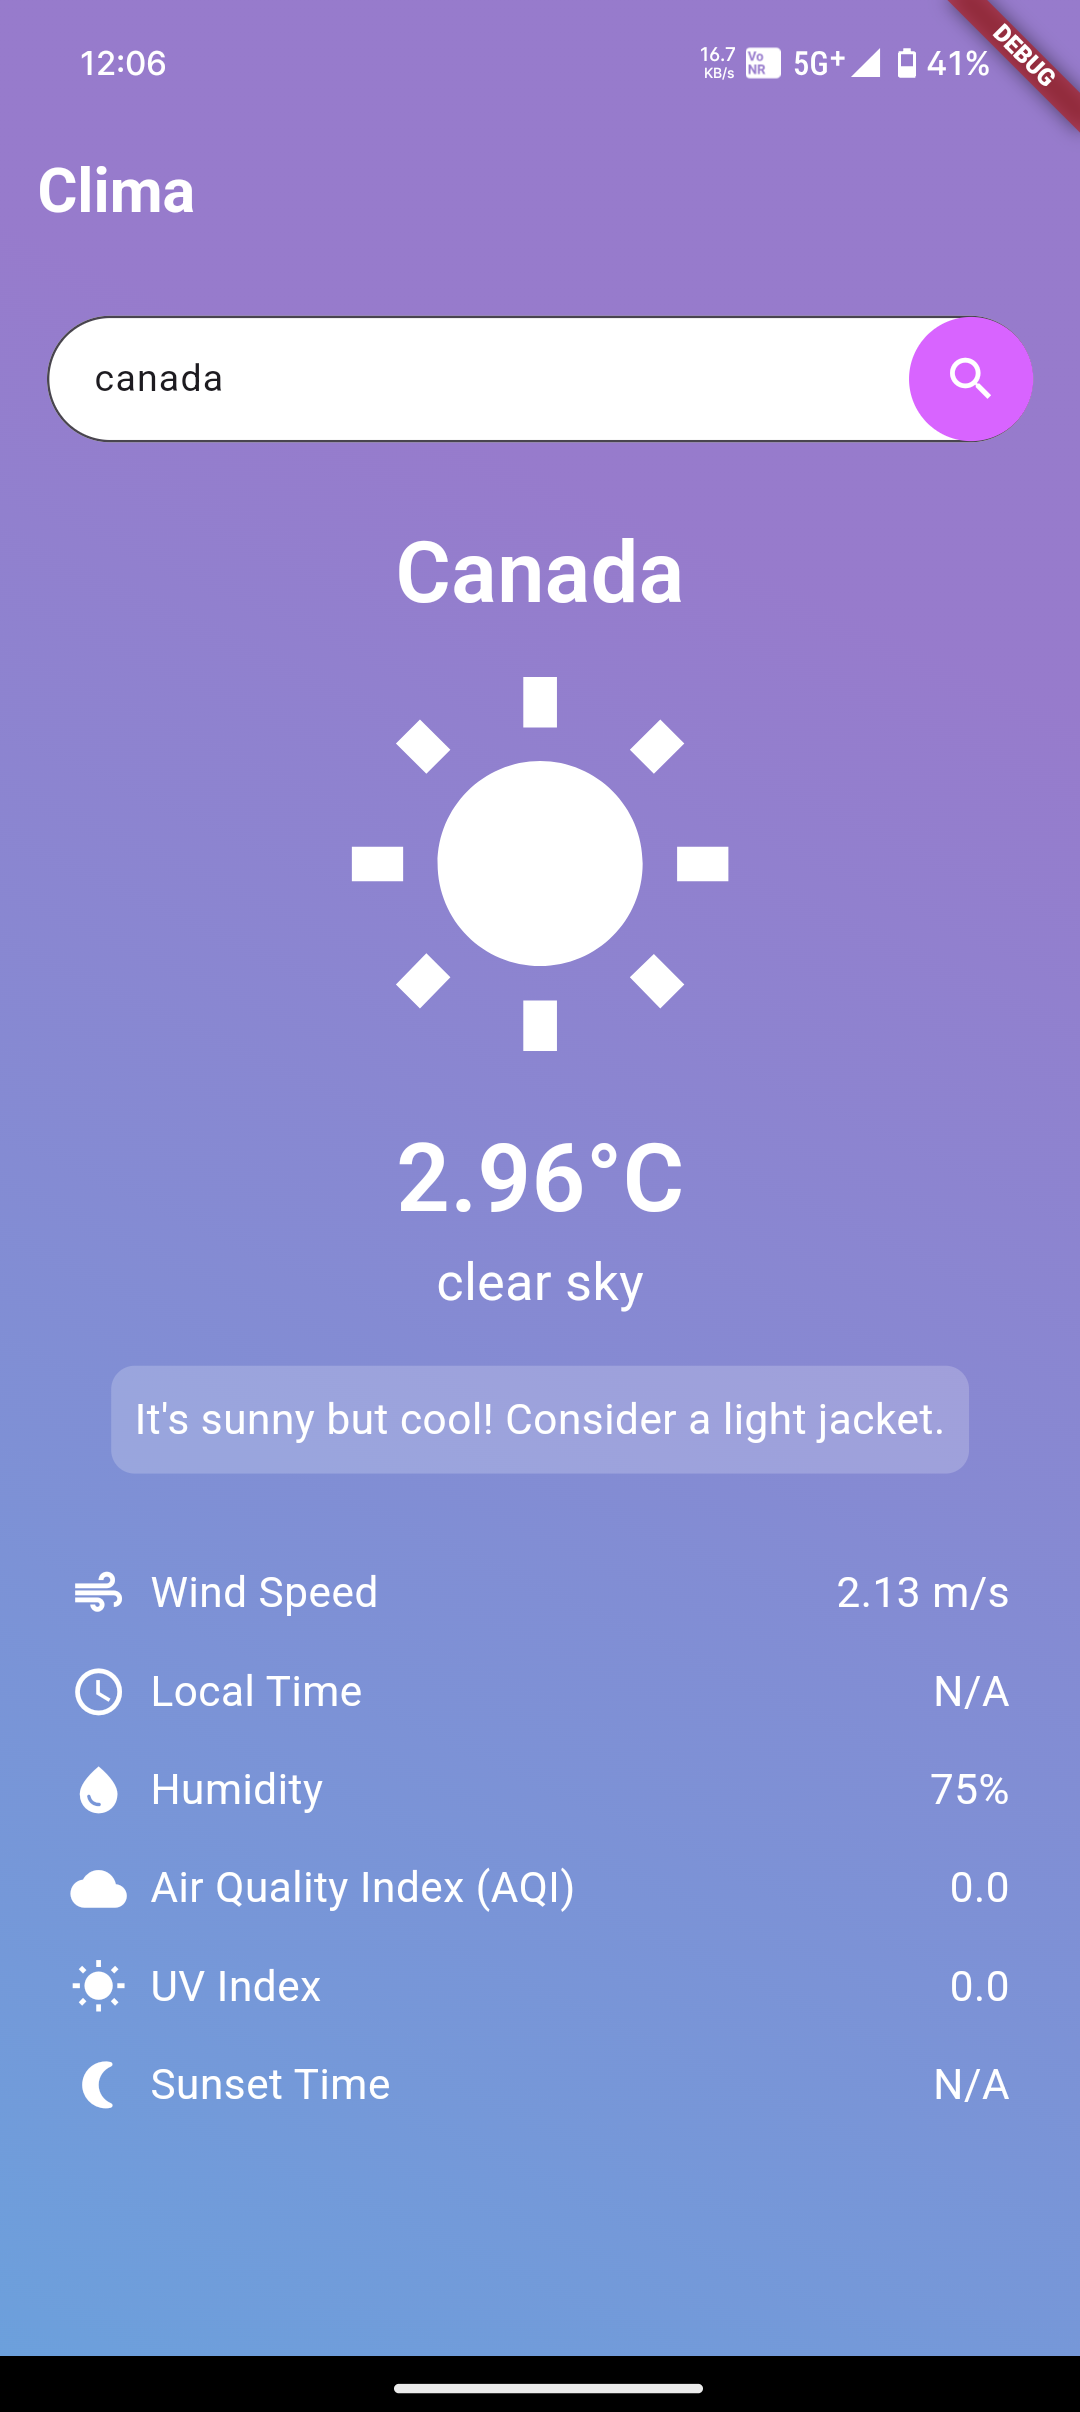 12:06
16.7
KB/s
Vo
NR
5G+
41%
DEBUG
Clima
canada
Canada
2.96°C
clear sky
It's sunny but cool! Consider a light jacket.
Wind Speed 2.13 m/s
Local Time N/A
Humidity 75%
Air Quality Index (AQI) 0.0
UV Index 0.0
Sunset Time N/A